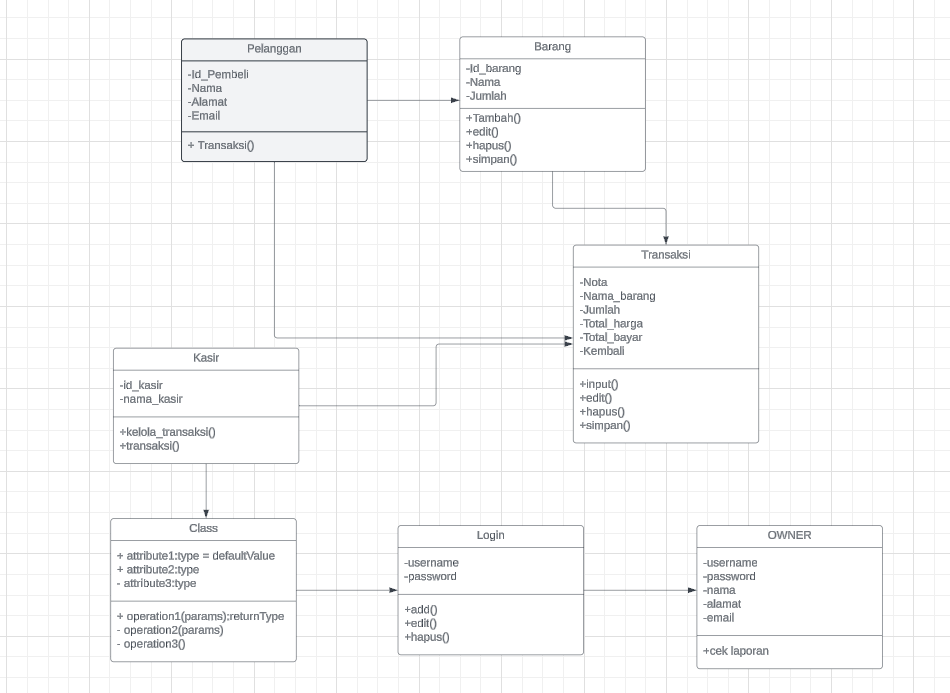 Pelanggan
-Id_Pembeli
-Nama
-Alamat
-Email
+ Transaksi()
Barang
-Id_barang
-Nama
-Jumlah
+Tambah()
+edit()
+hapus()
+simpan()
Transaksi
-Nota
-Nama_barang
-Jumlah
-Total_harga
-Total_bayar
-Kembali
+input()
+edit()
+hapus()
+simpan()
Kasir
-id_kasir
-nama_kasir
+kelola_transaksi()
+transaksi()
Class
+ attribute1:type = defaultValue
+ attribute2:type
- attribute3:type
+ operation1(params):returnType
- operation2(params)
- operation3()
Login
-username
-password
+add()
+edit()
+hapus()
OWNER
-username
-password
-nama
-alamat
-email
+cek laporan